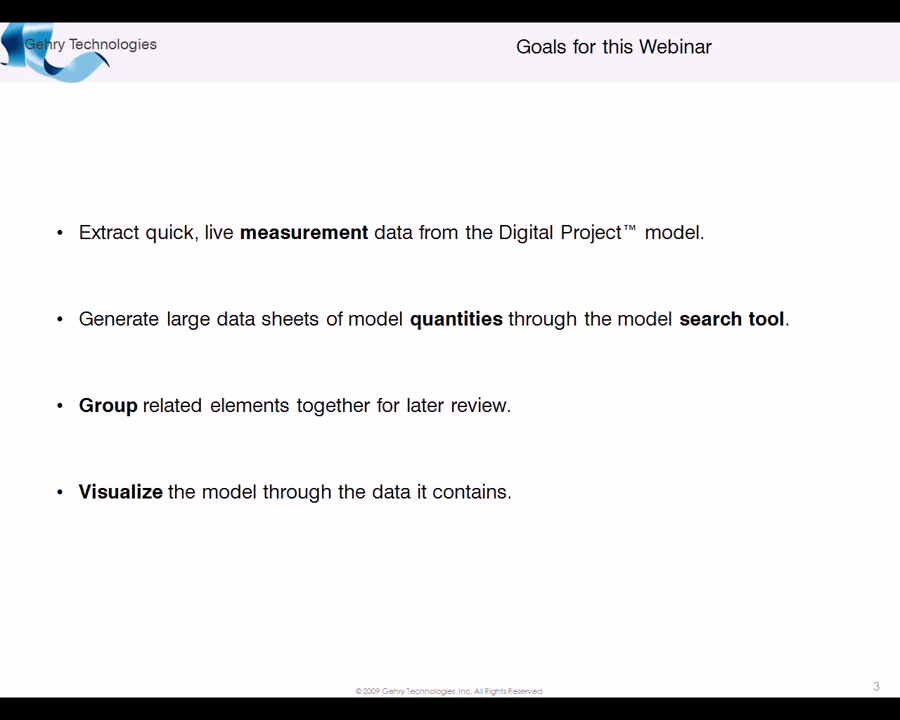 Gehry Technologies
Goals for this Webinar
• Extract quick, live measurement data from the Digital Project™ model.
• Generate large data sheets of model quantities through the model search tool.
• Group related elements together for later review.
• Visualize the model through the data it contains.
©2009 Gehry Technologies, Inc. All Rights Reserved
3